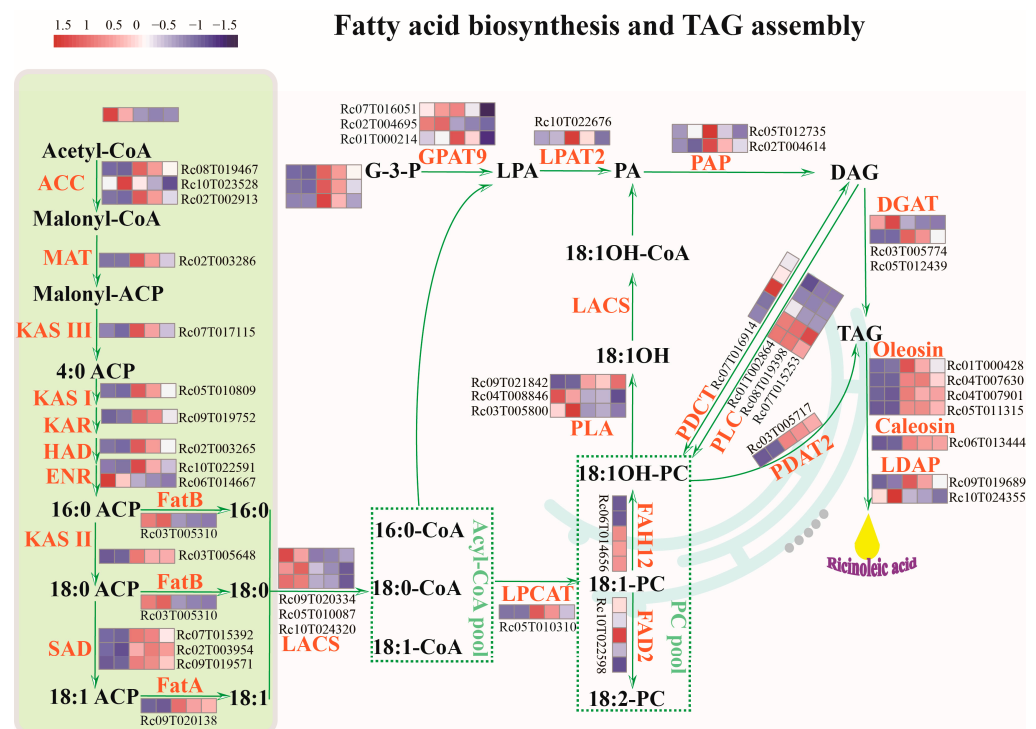 1.5 1 0.5 0 −0.5 −1 -1.5
Fatty acid biosynthesis and TAG assembly
Acetyl-CoA
ACC
Rc08T019467
Rc10T023528
Rc02T002913
Malonyl-CoA
MAT
Rc02T003286
Malonyl-ACP
KAS III
Rc07T017115
4:0 ACP
KAS I
Rc05T010809
KAR
Rc09T019752
HAD
Rc02T003265
ENR
Rc10T022591
Rc06T014667
16:0 ACP
FatB
16:0
Rc03T005310
KAS II
Rc03T005648
18:0 ACP
FatB
18:0
Rc03T005310
SAD
Rc07T015392
Rc02T003954
Rc09T019571
18:1 ACP
FatA
18:1
Rc09T020138
Rc09T020334
Rc05T010087
Rc10T024320
LACS
G-3-P
Rc07T016051
Rc02T004695
Rc01T000214
GPAT9
LPA
Rc10T022676
LPAT2
PA
Rc05T012735
Rc02T004614
PAP
DAG
DGAT
Rc03T005774
Rc05T012439
18:1OH-CoA
LACS
18:1OH
Rc09T021842
Rc04T008846
Rc03T005800
PLA
PDCT
Rc07T016914
PLC
Rc01T002864
Rc08T019398
Rc07T015253
Rc03T005717
PDAT2
TAG
Oleosin
Rc01T000428
Rc04T007630
Rc04T007901
Rc05T011315
Caleosin
Rc06T013444
LDAP
Rc09T019689
Rc10T024355
Ricinoleic acid
16:0-CoA
18:0-CoA
18:1-CoA
Acyl-CoA pool
LPCAT
Rc05T010310
18:1OH-PC
Rc06T014656
FAH12
18:1-PC
Rc10T022598
FAD2
18:2-PC
PC pool